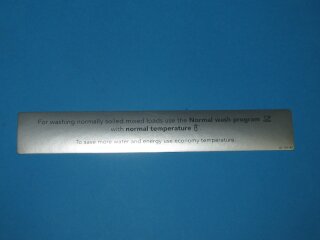 For washing normally soiled mixed loads use the Normal wash program
with normal temperature
To save more water and energy use economy temperature.